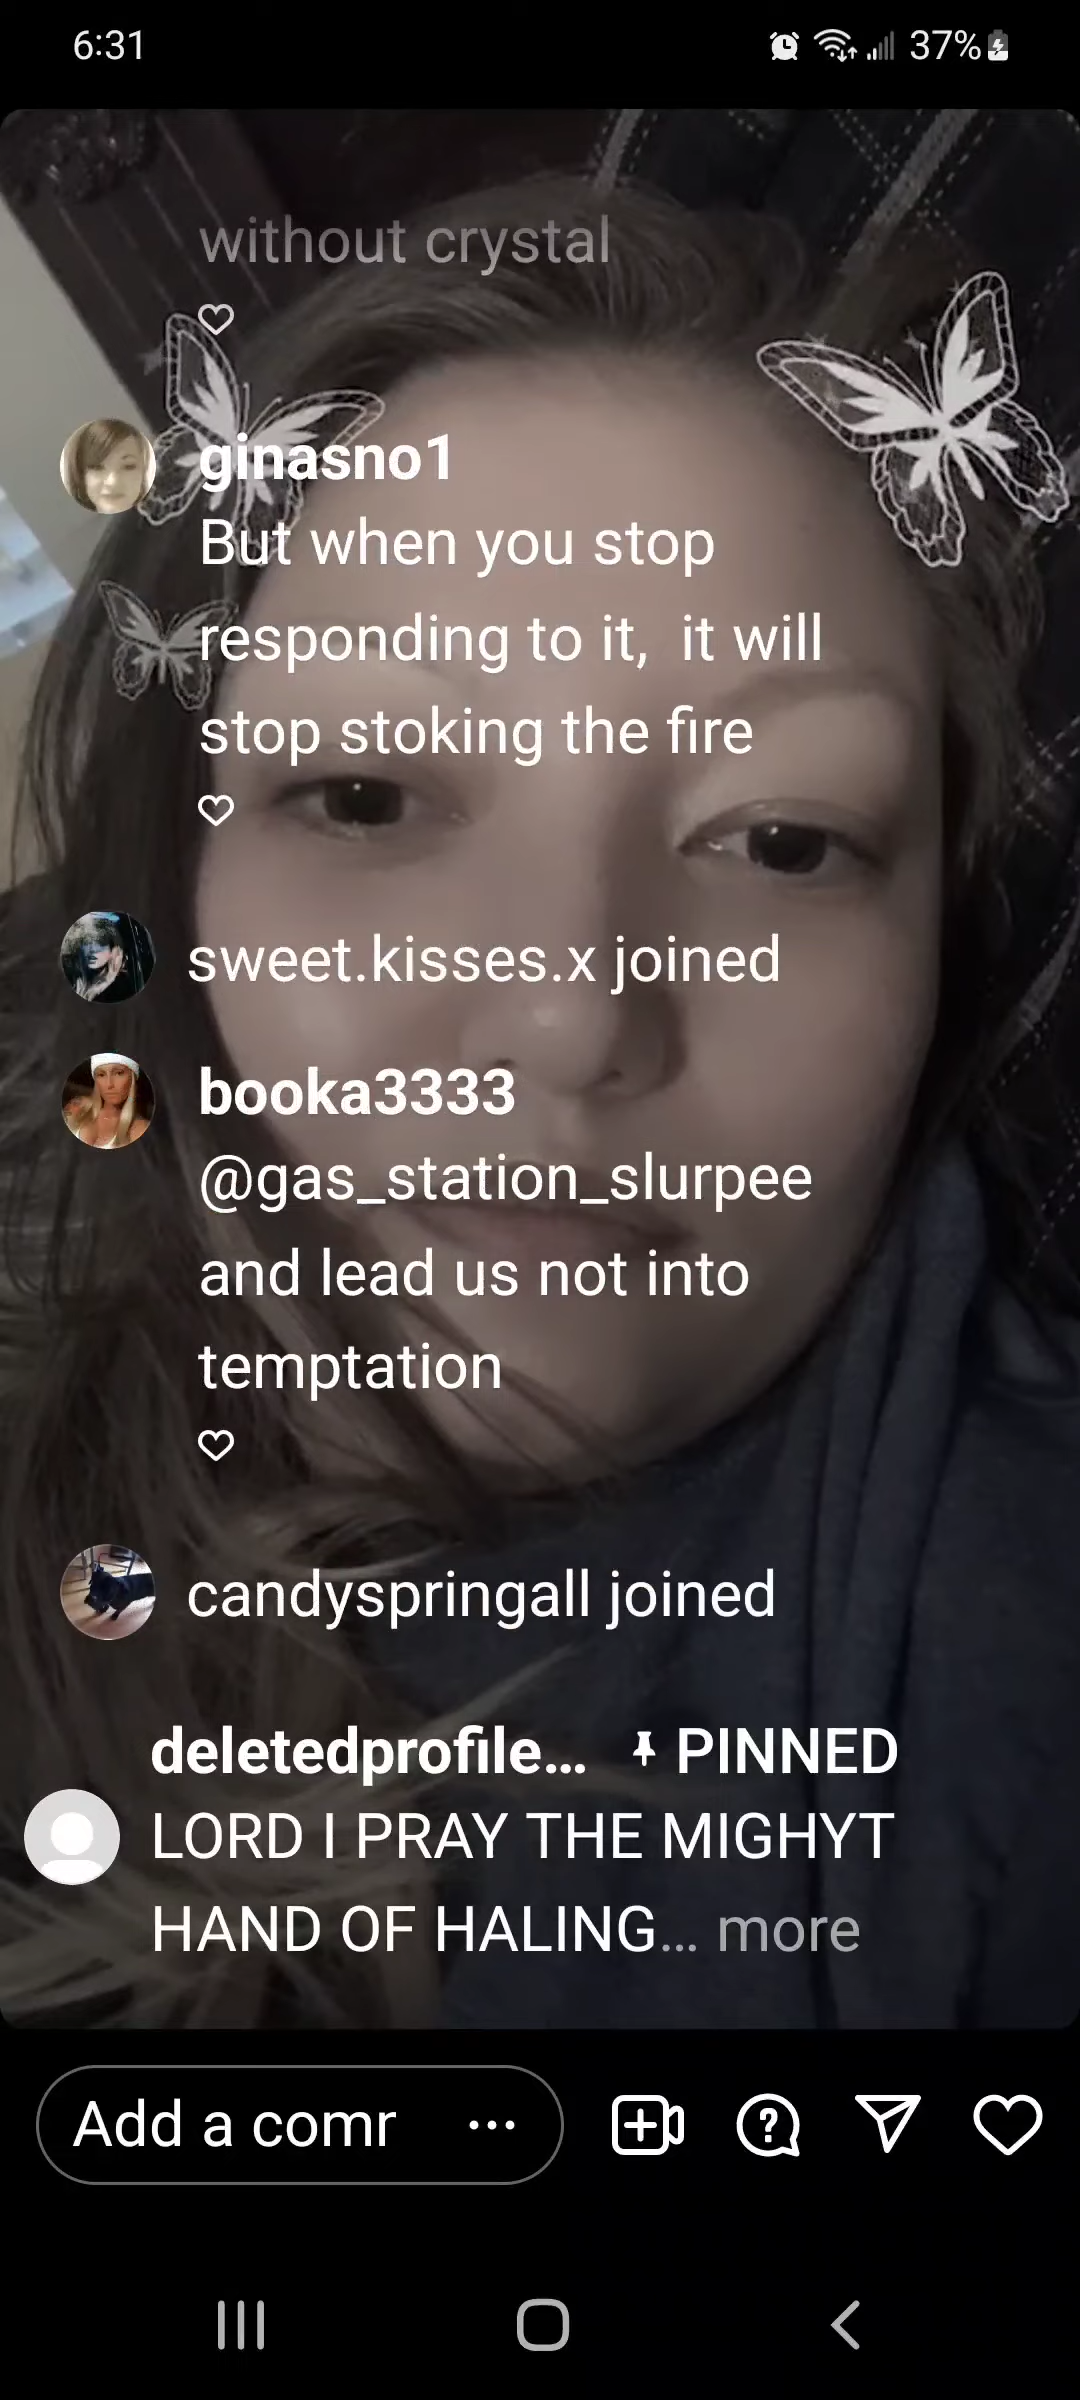 6:31
37%
without crystal
ginasno1
But when you stop
responding to it,  it will
stop stoking the fire
sweet.kisses.x joined
booka3333
@gas_station_slurpee
and lead us not into
temptation
candyspringall joined
deletedprofile... PINNED
LORD I PRAY THE MIGHYT
HAND OF HALING... more
Add a comr